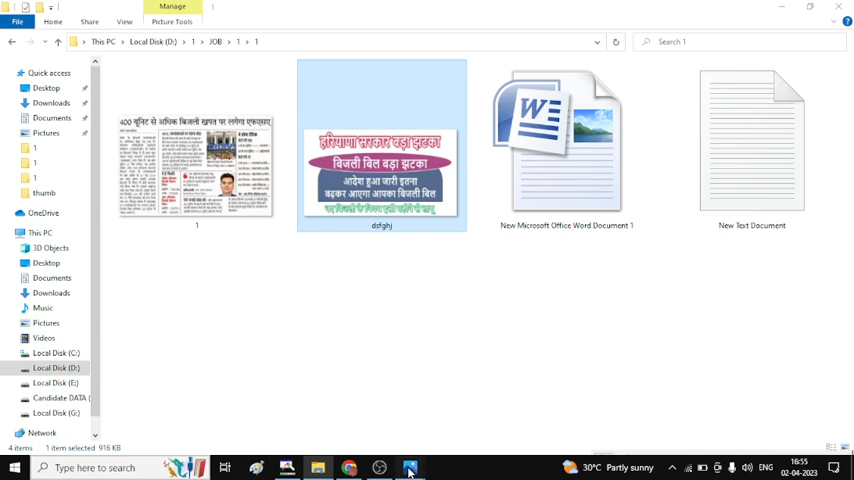 Manage
1
File
Home
Share
View
Picture Tools
This PC > Local Disk (D:) > 1 > JOB > 1 > 1
Search 1
Quick access
Desktop
Downloads
Documents
Pictures
1
1
1
thumb
OneDrive
This PC
3D Objects
Desktop
Documents
Downloads
Music
Pictures
Videos
Local Disk (C:)
Local Disk (D:)
Local Disk (E:)
Candidate DATA (
Local Disk (G:)
Network
400 यूनिट से अधिक बिजली खपत पर लगेगा एफएसए
1
हरियाणा सरकार बड़ा झटका
बिजली बिल बड़ा झटका
आदेश हुआ जारी इतना
बढ़कर आएगा आपका बिजली बिल
dsfghj
New Microsoft Office Word Document 1
New Text Document
4 items
1 item selected 916 KB
Type here to search
30°C Partly sunny
ENG
16:55
02-04-2023